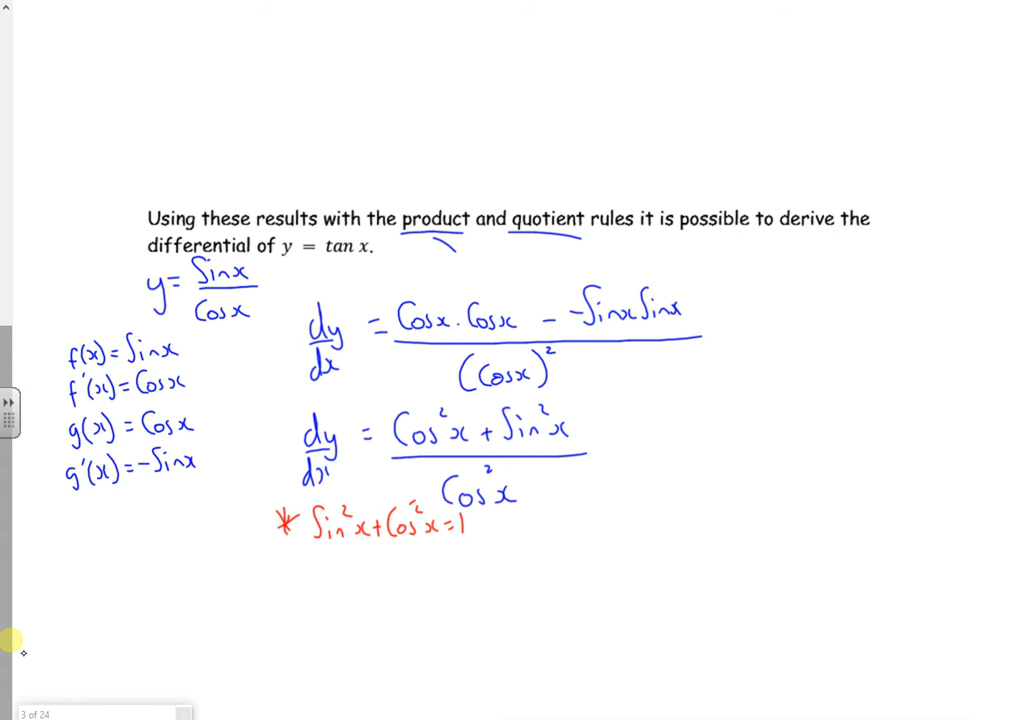 Using these results with the product and quotient rules it is possible to derive the
differential of y = tan x.
y = Sinx / Cosx
f(x) = Sinx
f'(x) = Cosx
g(x) = Cosx
g'(x) = -Sinx
dy/dx = Cosx . Cosx - -Sinx Sinx / (Cosx)²
dy/dx = Cos²x + Sin²x / Cos²x
* Sin²x + Cos²x = 1
3 of 24